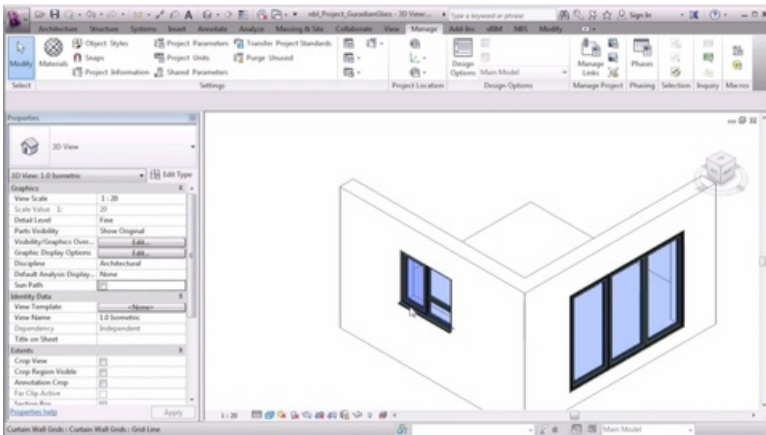 nbl_Project_GuradianGlass - 3D View:...
Type a keyword or phrase
Sign In
Architecture Structure Systems Insert Annotate Analyze Massing & Site Collaborate View Manage Add-Ins uBIM NBS Modify
Modify
Materials
Object Styles
Snaps
Project Information
Project Parameters
Project Units
Shared Parameters
Transfer Project Standards
Purge Unused
Design Options
Main Model
Manage Links
Phases
Select
Settings
Project Location
Design Options
Manage Project
Phasing
Selection
Inquiry
Macros
Properties
3D View
3D View: 1.0 Isometric
Edit Type
Graphics
View Scale 1 : 20
Scale Value 1: 20
Detail Level Fine
Parts Visibility Show Original
Visibility/Graphics Over... Edit...
Graphic Display Options Edit...
Discipline Architectural
Default Analysis Display... None
Sun Path
Identity Data
View Template <None>
View Name 1.0 Isometric
Dependency Independent
Title on Sheet
Extents
Crop View
Crop Region Visible
Annotation Crop
Far Clip Active
Section Box
Properties help
Apply
1 : 20
Curtain Wall Grids : Curtain Wall Grids : Grid Line
: 0
Main Model